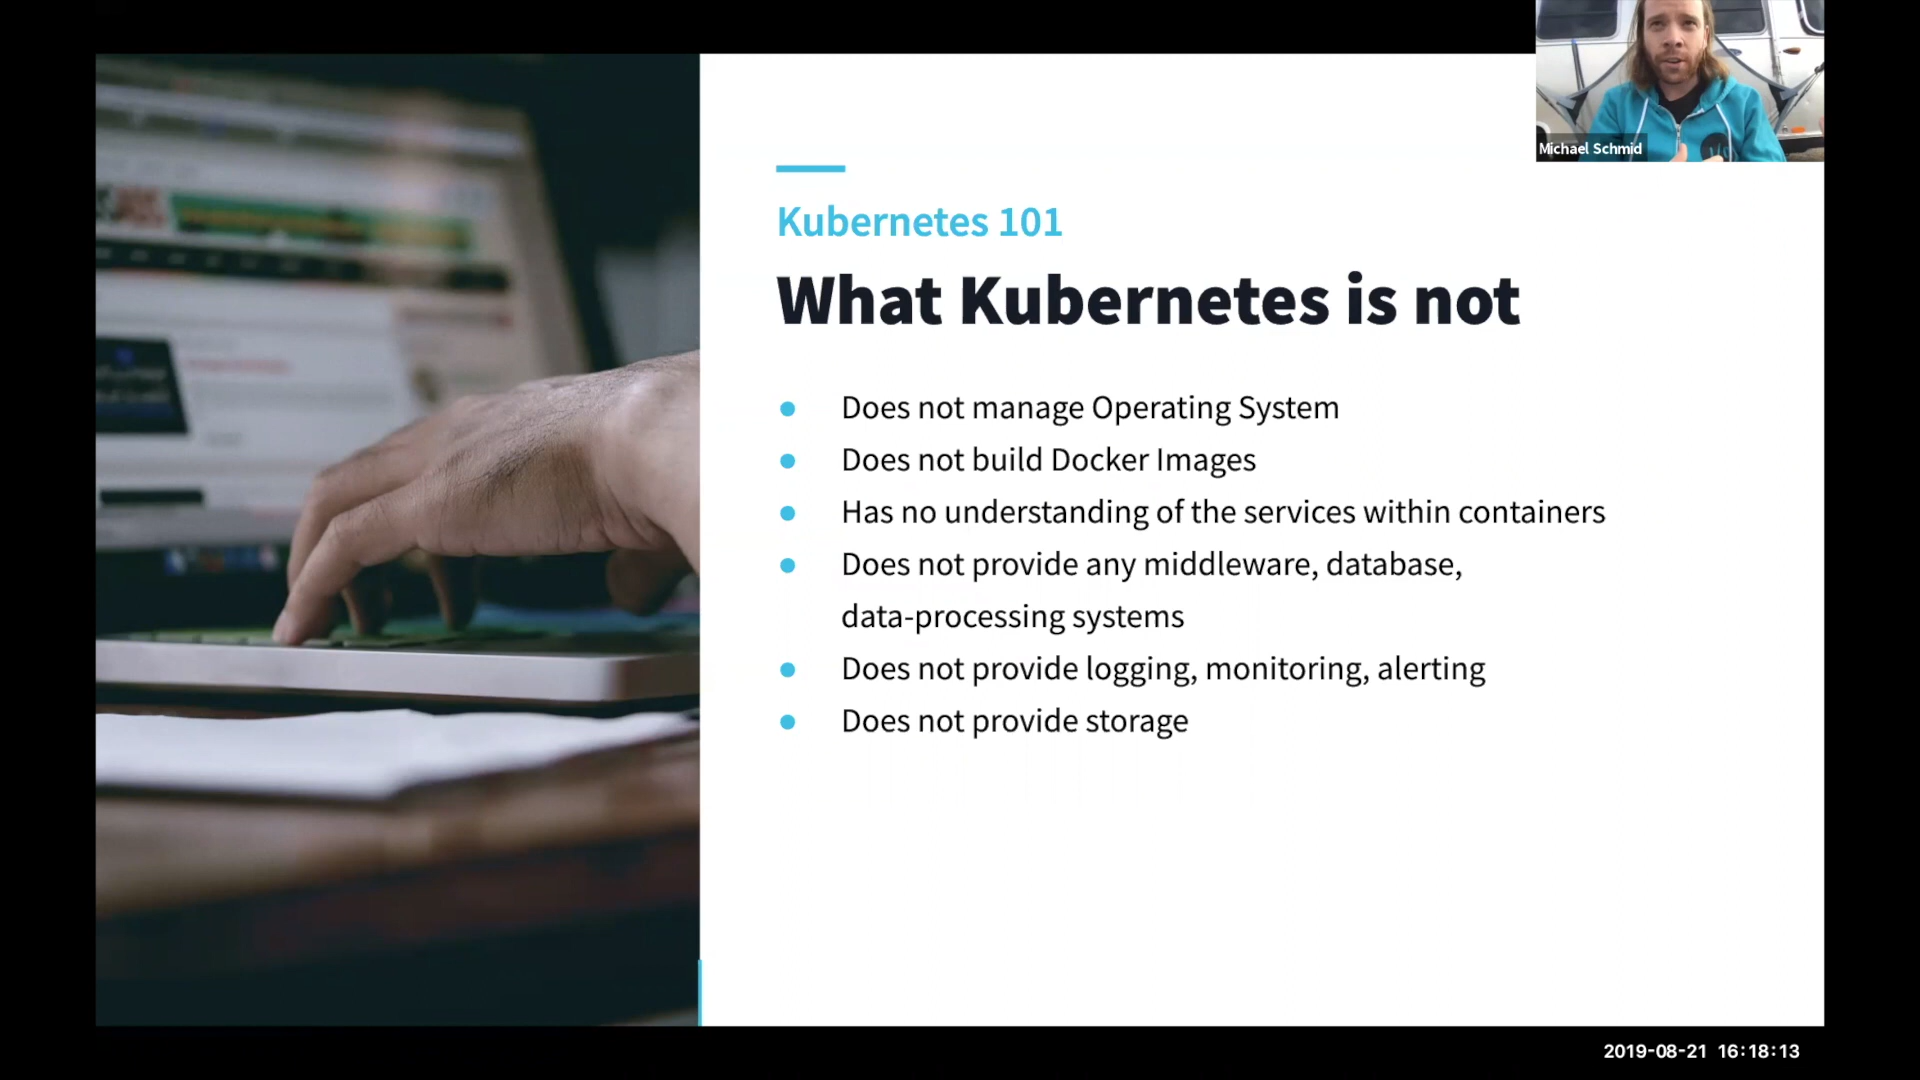 Michael Schmid
Kubernetes 101
What Kubernetes is not
Does not manage Operating System
Does not build Docker Images
Has no understanding of the services within containers
Does not provide any middleware, database,
data-processing systems
Does not provide logging, monitoring, alerting
Does not provide storage
2019-08-21 16:18:13